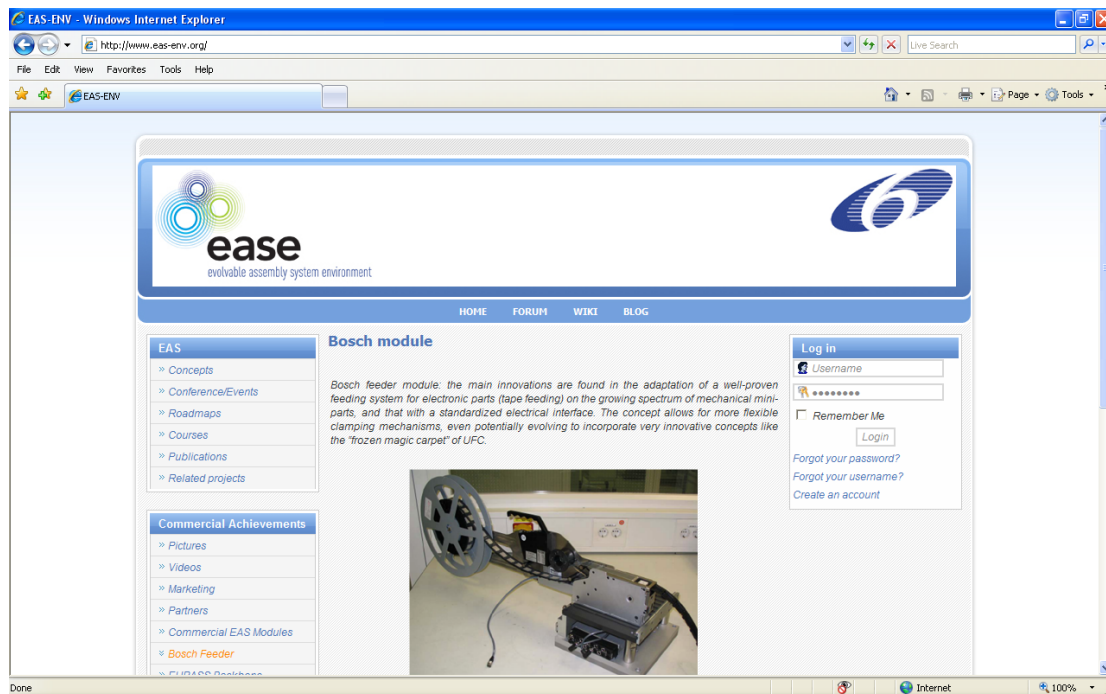 EAS-ENV - Windows Internet Explorer
http://www.eas-env.org/
Live Search
File Edit View Favorites Tools Help
EAS-ENV
Page Tools
ease
evolvable assembly system environment
6
HOME FORUM WIKI BLOG
EAS
» Concepts
» Conference/Events
» Roadmaps
» Courses
» Publications
» Related projects
Commercial Achievements
» Pictures
» Videos
» Marketing
» Partners
» Commercial EAS Modules
» Bosch Feeder
» EUPASS Backbone
Bosch module
Bosch feeder module: the main innovations are found in the adaptation of a well-proven
feeding system for electronic parts (tape feeding) on the growing spectrum of mechanical mini-
parts, and that with a standardized electrical interface. The concept allows for more flexible
clamping mechanisms, even potentially evolving to incorporate very innovative concepts like
the "frozen magic carpet" of UFC.
Log in
Username
••••••••
Remember Me
Login
Forgot your password?
Forgot your username?
Create an account
Done
Internet
100%